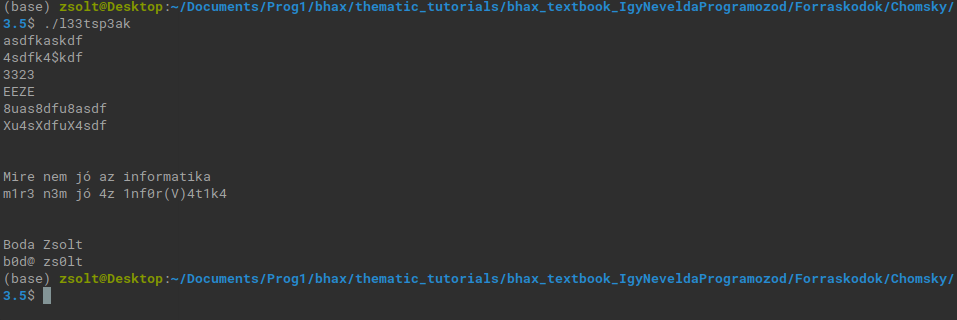 (base) zsolt@Desktop:~/Documents/Prog1/bhax/thematic_tutorials/bhax_textbook_IgyNeveldaProgramozod/Forraskodok/Chomsky/
3.5$ ./l33tsp3ak
asdfkaskdf
4sdfk4$kdf
3323
EEZE
8uas8dfu8asdf
Xu4sXdfuX4sdf
Mire nem jó az informatika
m1r3 n3m jó 4z 1nf0r(V)4t1k4
Boda Zsolt
b0d@ zs0lt
(base) zsolt@Desktop:~/Documents/Prog1/bhax/thematic_tutorials/bhax_textbook_IgyNeveldaProgramozod/Forraskodok/Chomsky/
3.5$